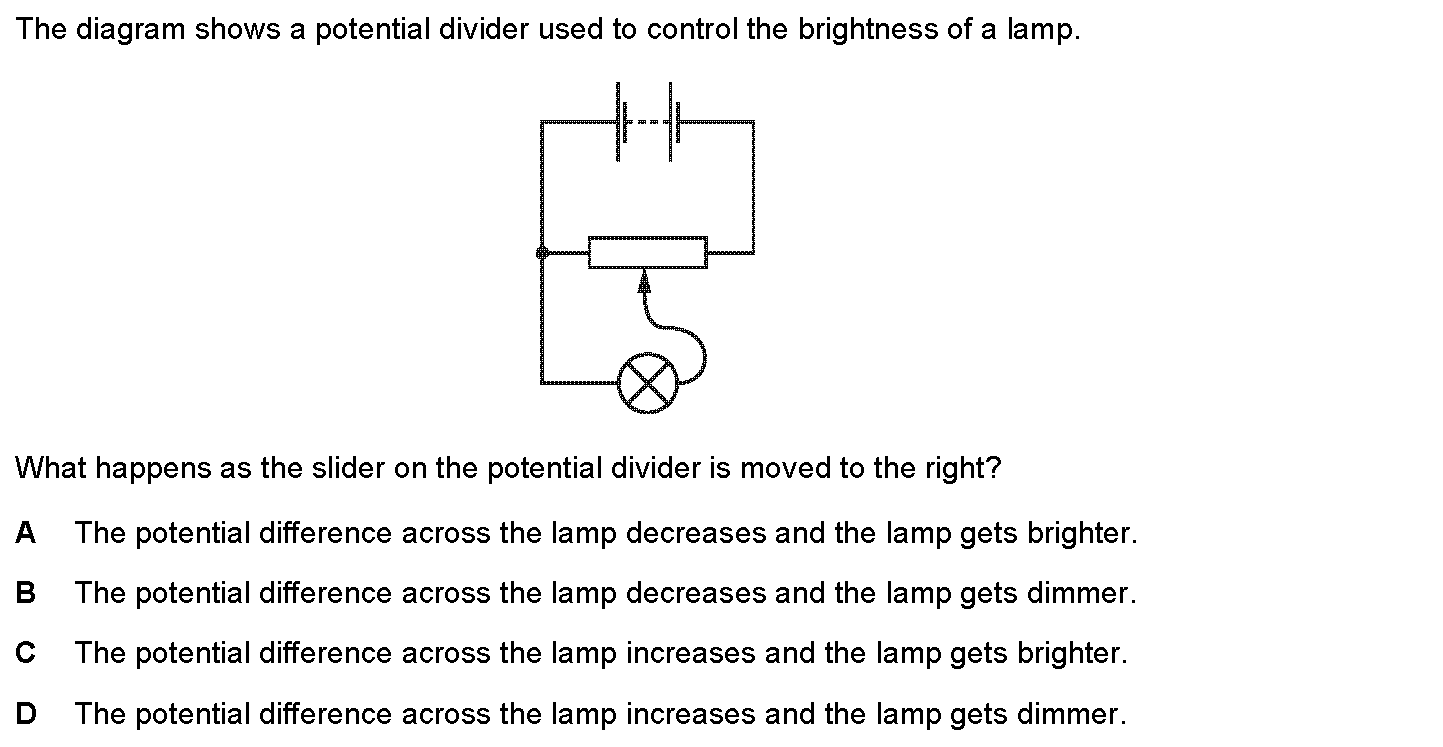 The diagram shows a potential divider used to control the brightness of a lamp.
What happens as the slider on the potential divider is moved to the right?
A The potential difference across the lamp decreases and the lamp gets brighter.
B The potential difference across the lamp decreases and the lamp gets dimmer.
C The potential difference across the lamp increases and the lamp gets brighter.
D The potential difference across the lamp increases and the lamp gets dimmer.